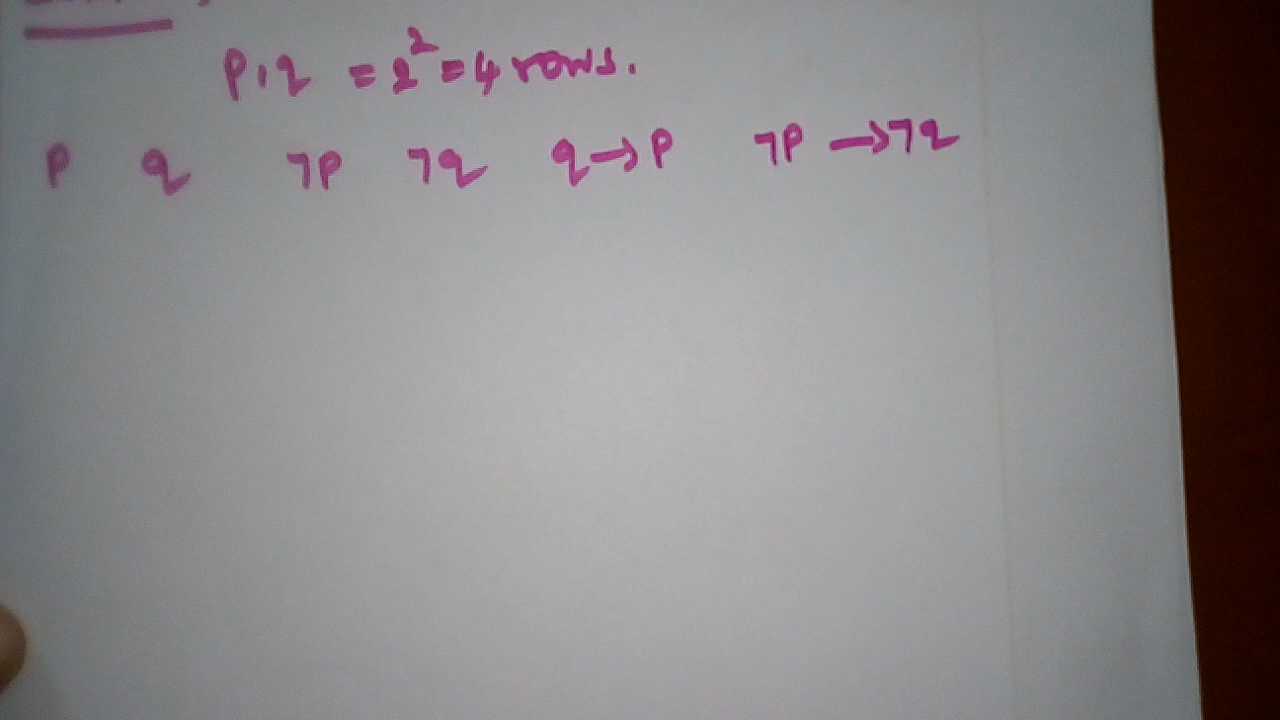 p, q = 2² = 4 rows.
p q ¬p ¬q q→p ¬p →¬q